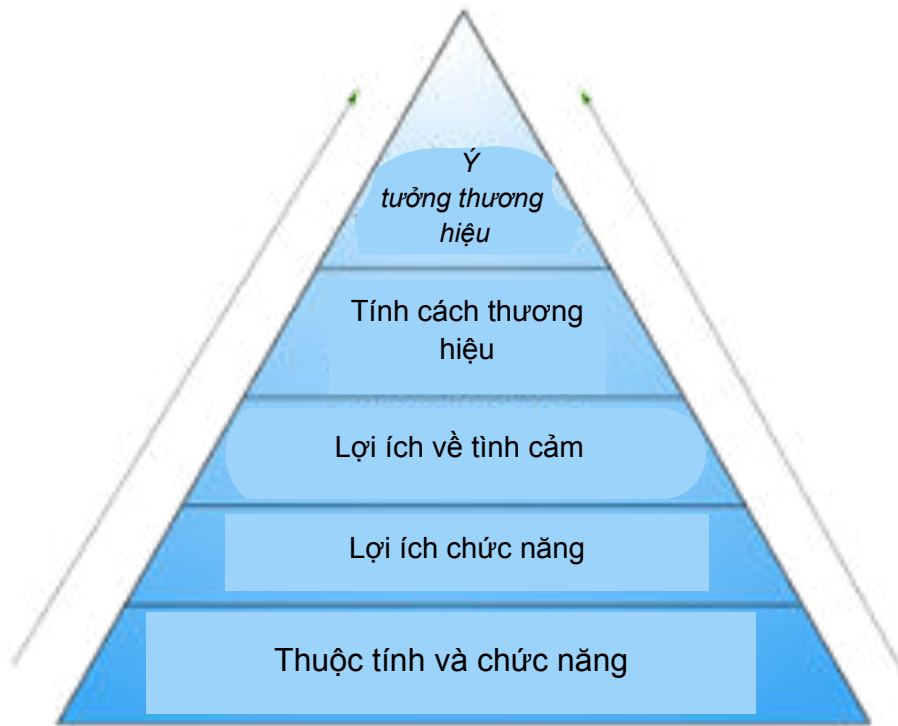 Ý
tưởng thương
hiệu
Tính cách thương
hiệu
Lợi ích về tình cảm
Lợi ích chức năng
Thuộc tính và chức năng